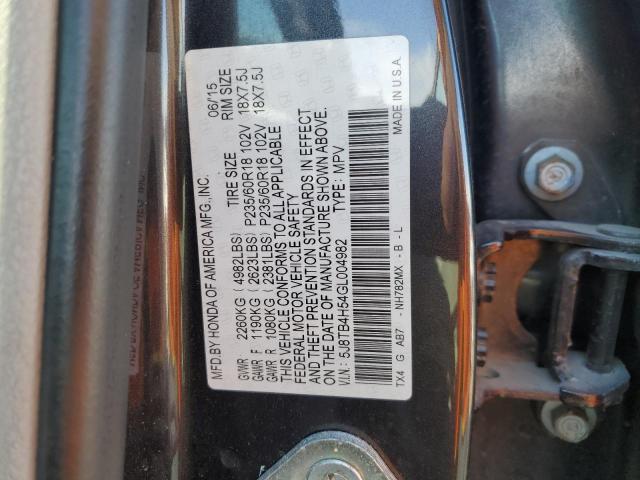 MFD.BY HONDA OF AMERICA MFG., INC. 06/15
TIRE SIZE RIM SIZE
GVWR 2260KG (4982LBS)
GAWR F 1190KG (2623LBS) P235/60R18 102V 18X7.5J
GAWR R 1080KG (2381LBS) P235/60R18 102V 18X7.5J
THIS VEHICLE CONFORMS TO ALL APPLICABLE
FEDERAL MOTOR VEHICLE SAFETY
AND THEFT PREVENTION STANDARDS IN EFFECT
ON THE DATE OF MANUFACTURE SHOWN ABOVE.
V.I.N: 5J8TB4H54GL004982 TYPE: MPV
TX4 G AB7 - NH782MX - B - L MADE IN U.S.A.